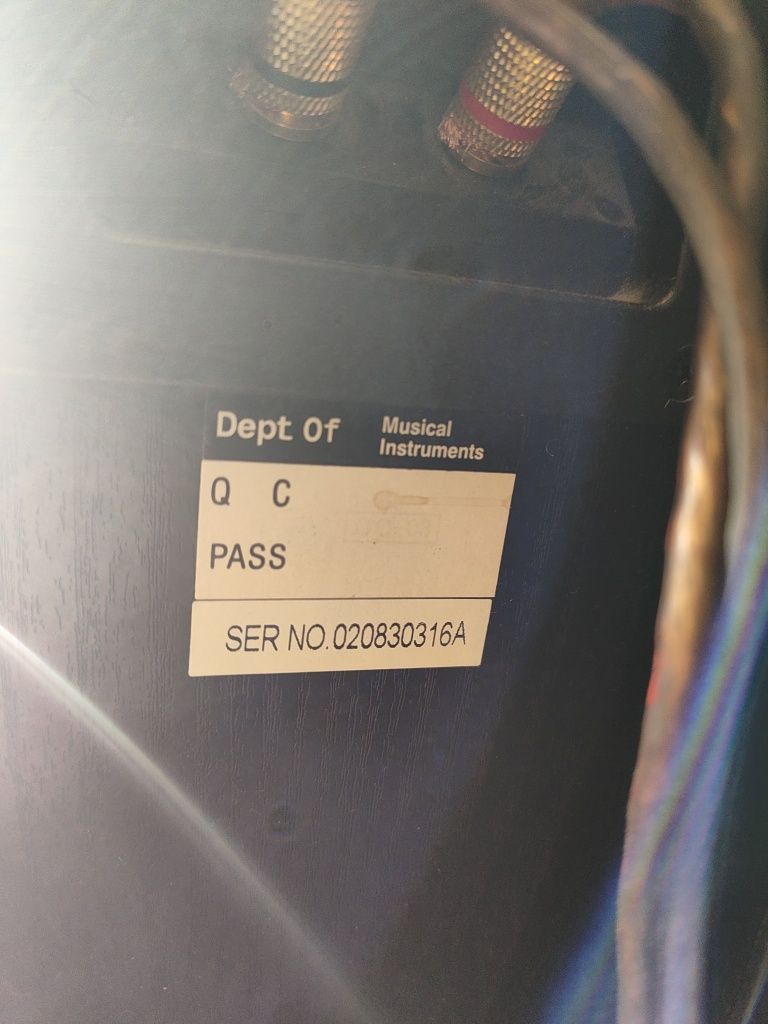 Dept Of Musical
Instruments
Q C
PASS
SER NO.020830316A